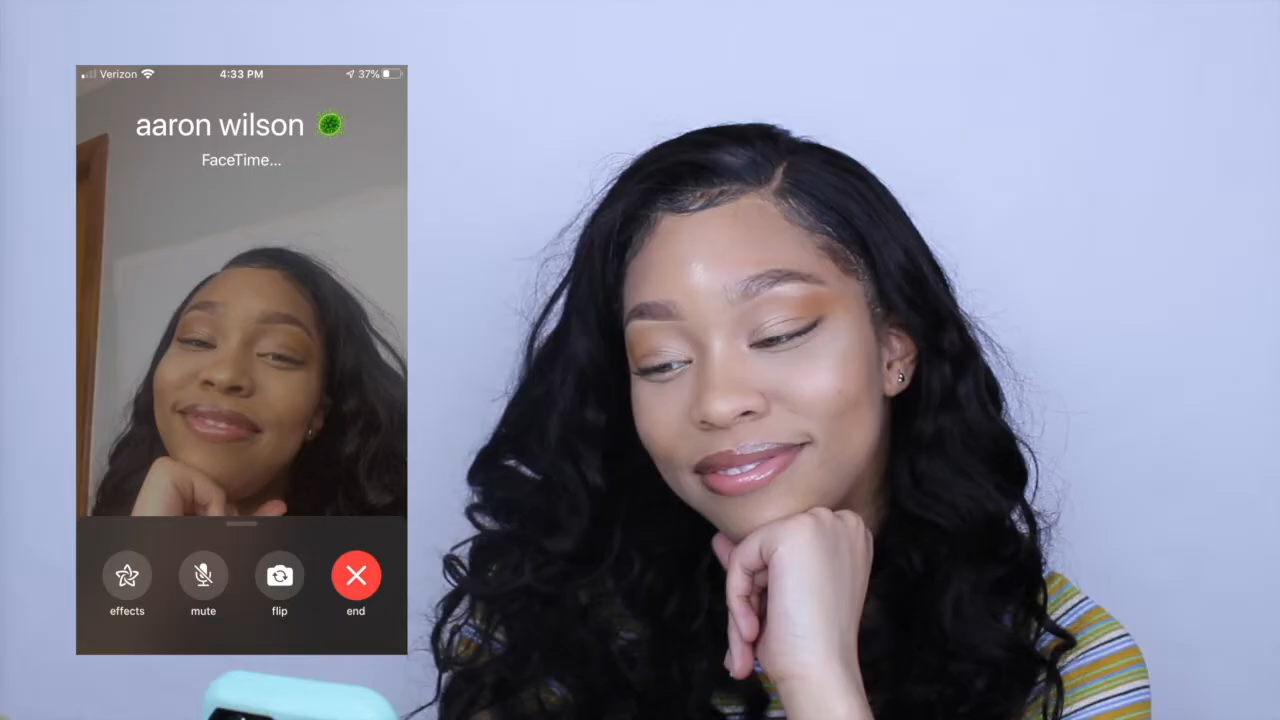 Verizon 4:33 PM 37%
aaron wilson
FaceTime...
effects mute flip end